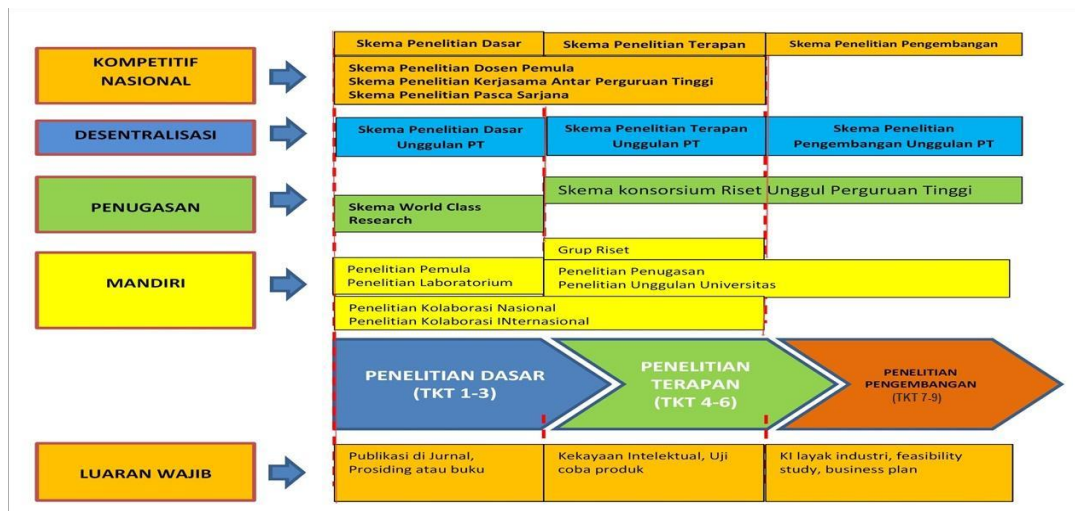 KOMPETITIF
NASIONAL
Skema Penelitian Dasar
Skema Penelitian Terapan
Skema Penelitian Pengembangan
Skema Penelitian Dosen Pemula
Skema Penelitian Kerjasama Antar Perguruan Tinggi
Skema Penelitian Pasca Sarjana
DESENTRALISASI
Skema Penelitian Dasar
Unggulan PT
Skema Penelitian Terapan
Unggulan PT
Skema Penelitian
Pengembangan Unggulan PT
PENUGASAN
Skema World Class
Research
Skema konsorsium Riset Unggul Perguruan Tinggi
MANDIRI
Penelitian Pemula
Penelitian Laboratorium
Grup Riset
Penelitian Penugasan
Penelitian Unggulan Universitas
Penelitian Kolaborasi Nasional
Penelitian Kolaborasi INternasional
PENELITIAN DASAR
(TKT 1-3)
PENELITIAN
TERAPAN
(TKT 4-6)
PENELITIAN
PENGEMBANGAN
(TKT 7-9)
LUARAN WAJIB
Publikasi di Jurnal,
Prosiding atau buku
Kekayaan Intelektual, Uji
coba produk
KI layak industri, feasibility
study, business plan